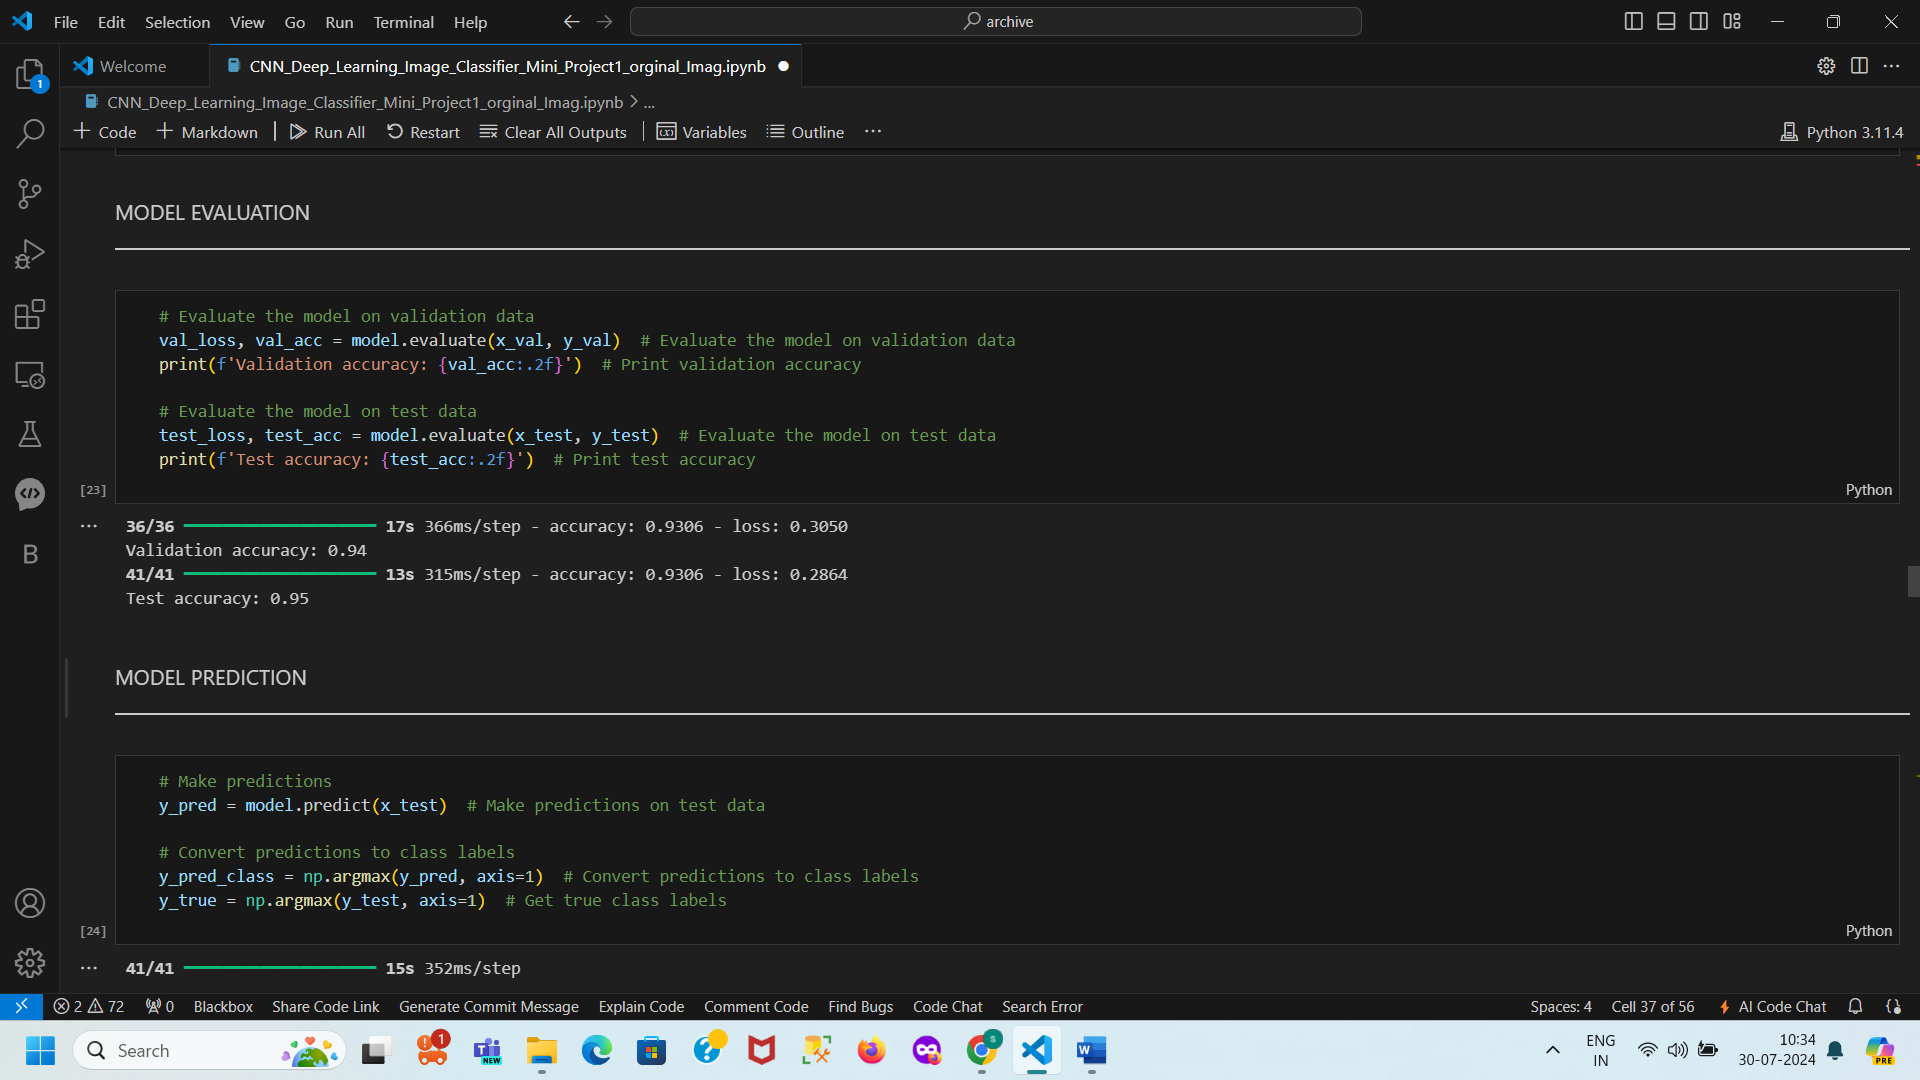 File Edit Selection View Go Run Terminal Help
archive
1
Welcome
CNN_Deep_Learning_Image_Classifier_Mini_Project1_orginal_Imag.ipynb
CNN_Deep_Learning_Image_Classifier_Mini_Project1_orginal_Imag.ipynb > ...
Code Markdown Run All Restart Clear All Outputs Variables Outline ...
Python 3.11.4
MODEL EVALUATION
# Evaluate the model on validation data
val_loss, val_acc = model.evaluate(x_val, y_val)  # Evaluate the model on validation data
print(f'Validation accuracy: {val_acc:.2f}')  # Print validation accuracy
# Evaluate the model on test data
test_loss, test_acc = model.evaluate(x_test, y_test)  # Evaluate the model on test data
print(f'Test accuracy: {test_acc:.2f}')  # Print test accuracy
[23]
Python
36/36 17s 366ms/step - accuracy: 0.9306 - loss: 0.3050
Validation accuracy: 0.94
41/41 13s 315ms/step - accuracy: 0.9306 - loss: 0.2864
Test accuracy: 0.95
MODEL PREDICTION
# Make predictions
y_pred = model.predict(x_test)  # Make predictions on test data
# Convert predictions to class labels
y_pred_class = np.argmax(y_pred, axis=1)  # Convert predictions to class labels
y_true = np.argmax(y_test, axis=1)  # Get true class labels
[24]
Python
41/41 15s 352ms/step
B
2 72 0 Blackbox Share Code Link Generate Commit Message Explain Code Comment Code Find Bugs Code Chat Search Error
Spaces: 4 Cell 37 of 56 AI Code Chat
Search
1
NEW
ENG
IN
10:34
30-07-2024
PRE